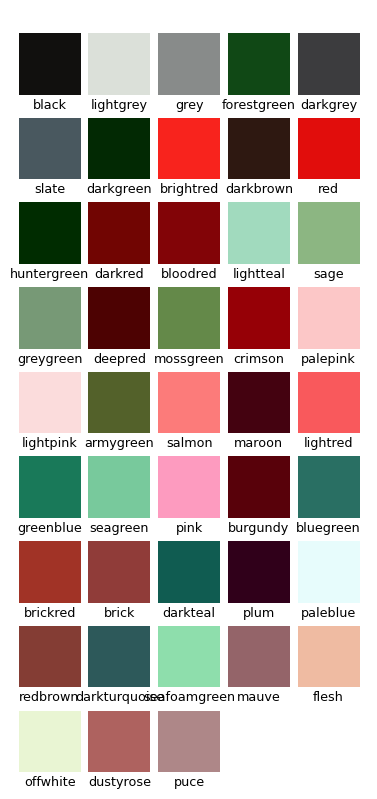 black lightgrey grey forestgreen darkgrey
slate darkgreen brightred darkbrown red
huntergreen darkred bloodred lightteal sage
greygreen deepred mossgreen crimson palepink
lightpink armygreen salmon maroon lightred
greenblue seagreen pink burgundy bluegreen
brickred brick darkteal plum paleblue
redbrown darkturquoise seafoamgreen mauve flesh
offwhite dustyrose puce